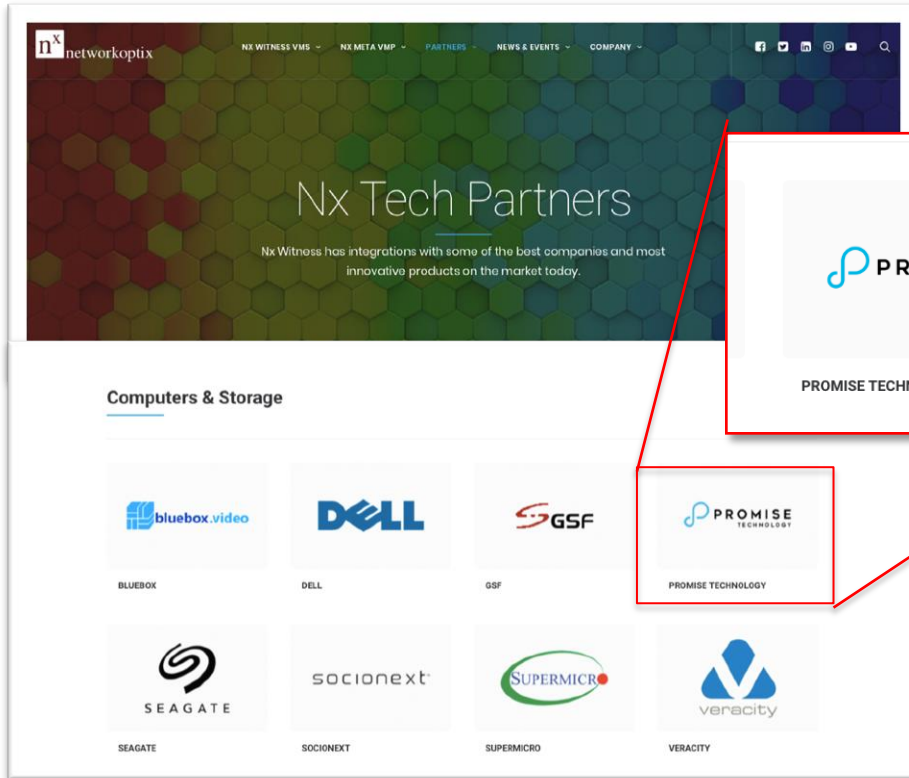 nx networkoptix
NX WITNESS VMS NX META VMP PARTNERS NEWS & EVENTS COMPANY
Nx Tech Partners
Nx Witness has integrations with some of the best companies and most
innovative products on the market today.
PR
PROMISE TECHN
Computers & Storage
bluebox.video
DELL
GSF
PROMISE
TECHNOLOGY
BLUEBOX
DELL
GSF
PROMISE TECHNOLOGY
SEAGATE
socionext
SUPERMICRO
veracity
SEAGATE
SOCIONEXT
SUPERMICRO
VERACITY